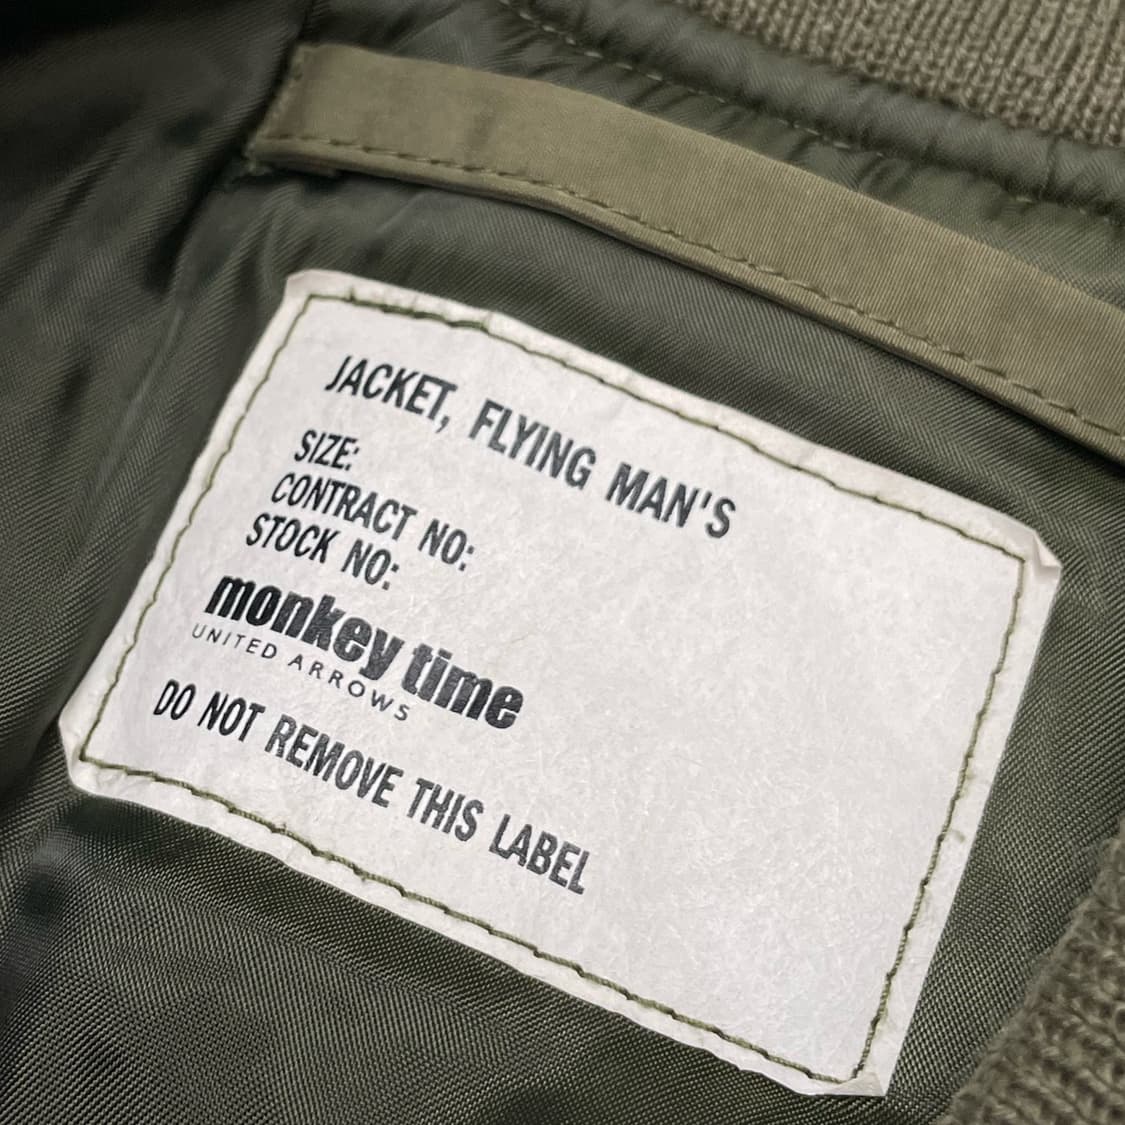 JACKET, FLYING MAN'S
SIZE:
CONTRACT NO:
STOCK NO:
monkey time
UNITED ARROWS
DO NOT REMOVE THIS LABEL